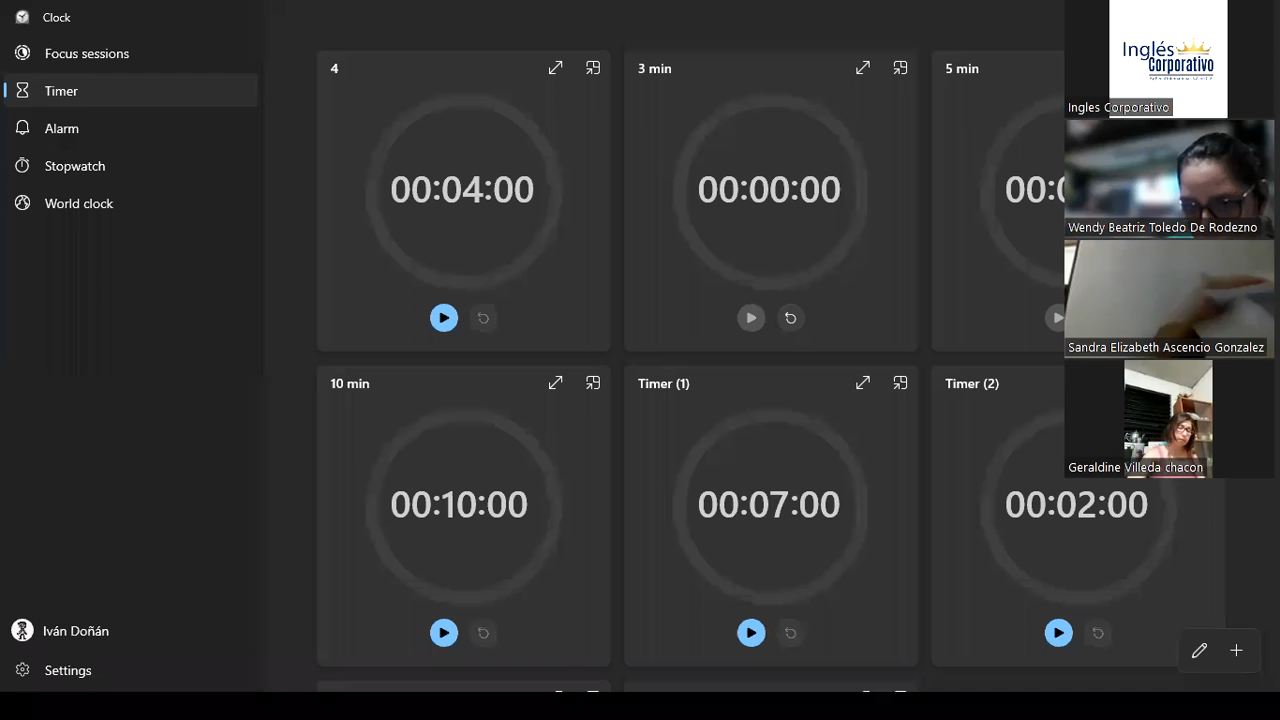 Clock
Focus sessions
Timer
Alarm
Stopwatch
World clock
Iván Doñán
Settings
4
00:04:00
3 min
00:00:00
5 min
00:0
10 min
00:10:00
Timer (1)
00:07:00
Timer (2)
00:02:00
Inglés
Corporativo
Ingles Corporativo
Wendy Beatriz Toledo De Rodezno
Sandra Elizabeth Ascencio Gonzalez
Geraldine Villeda chacon